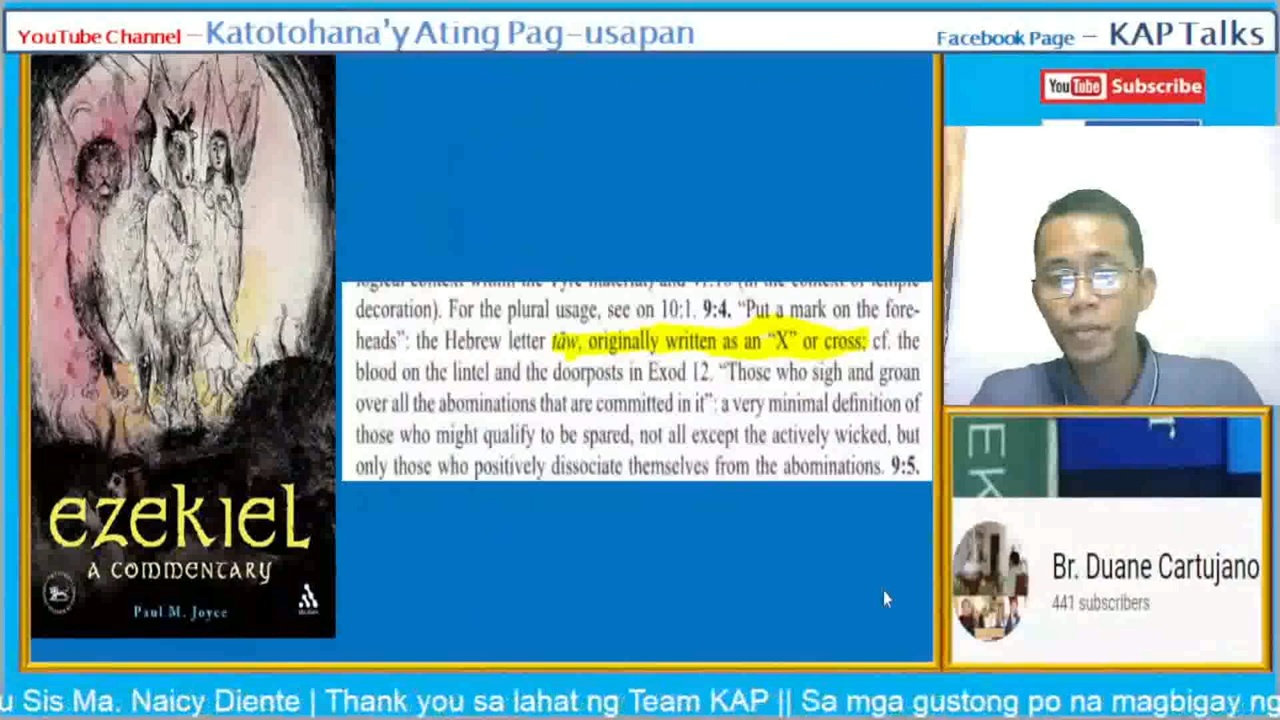 YouTube Channel – Katotohana'y Ating Pag-usapan
Facebook Page – KAP Talks
YouTube Subscribe
decoration). For the plural usage, see on 10:1. 9:4. “Put a mark on the fore-
heads”: the Hebrew letter tāw, originally written as an “X” or cross; cf. the
blood on the lintel and the doorposts in Exod 12. “Those who sigh and groan
over all the abominations that are committed in it”: a very minimal definition of
those who might qualify to be spared, not all except the actively wicked, but
only those who positively dissociate themselves from the abominations. 9:5.
EZEKIEL
A COMMENTARY
Paul M. Joyce
EK
Br. Duane Cartujano
441 subscribers
u Sis Ma. Naicy Diente | Thank you sa lahat ng Team KAP || Sa mga gustong po na magbigay ng